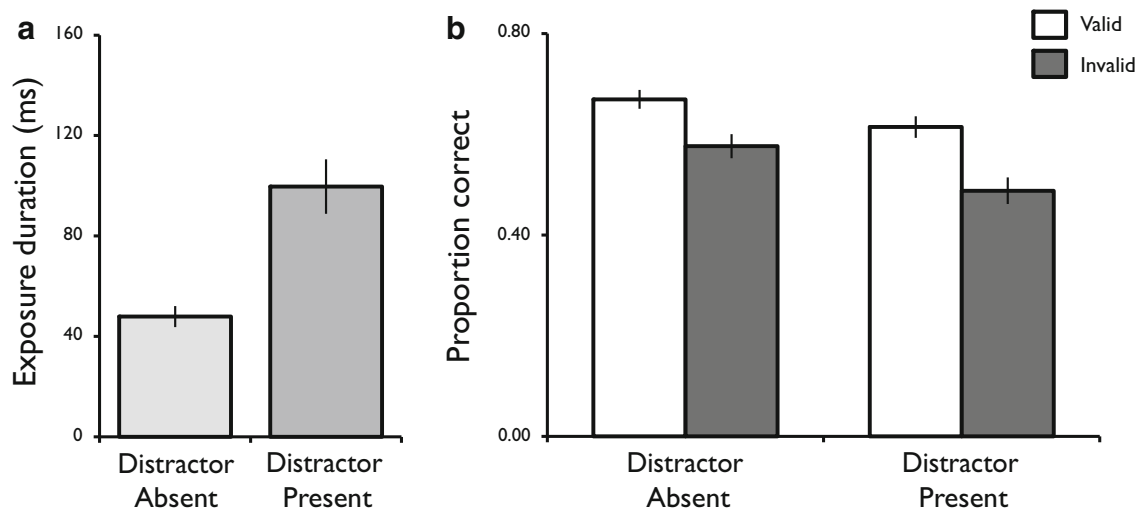 a
160
120
80
40
0
Exposure duration (ms)
Distractor
Absent
Distractor
Present
b
0.80
0.40
0.00
Proportion correct
Distractor
Absent
Distractor
Present
Valid
Invalid